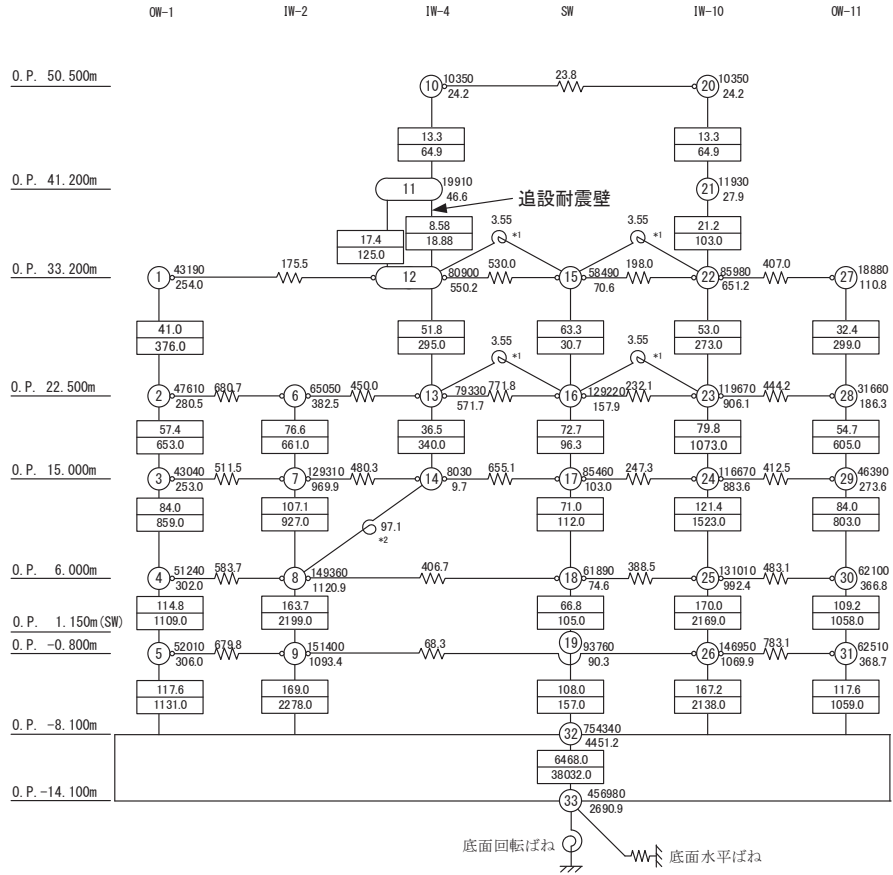 OW-1 IW-2 IW-4 SW IW-10 OW-11
O.P. 50.500m 10 10350 23.8 20 10350
24.2 24.2
13.3 13.3
64.9 64.9
O.P. 41.200m 11 19910 21 11930
46.6 追設耐震壁 27.9
8.58 3.55 3.55 21.2
17.4 18.88 *1 *1 103.0
125.0
O.P. 33.200m 1 43190 175.5 12 80900 530.0 15 58490 198.0 22 85980 407.0 27 18880
254.0 550.2 70.6 651.2 110.8
41.0 51.8 63.3 53.0 32.4
376.0 295.0 3.55 30.7 3.55 273.0 299.0
*1 *1
O.P. 22.500m 2 47610 680.7 6 65050 450.0 13 79330 771.8 16 129220 232.1 23 119670 444.2 28 31660
280.5 382.5 571.7 157.9 906.1 186.3
57.4 76.6 36.5 72.7 79.8 54.7
653.0 661.0 340.0 96.3 1073.0 605.0
O.P. 15.000m 3 43040 511.5 7 129310 480.3 14 8030 655.1 17 85460 247.3 24 116670 412.5 29 46390
253.0 969.9 9.7 103.0 883.6 273.6
84.0 107.1 71.0 121.4 84.0
859.0 927.0 97.1 112.0 1523.0 803.0
*2
O.P. 6.000m 4 51240 583.7 8 149360 406.7 18 61890 388.5 25 131010 483.1 30 62100
302.0 1120.9 74.6 992.4 366.8
114.8 163.7 66.8 170.0 109.2
1109.0 2199.0 105.0 2169.0 1058.0
O.P. 1.150m(SW)
O.P. -0.800m 5 52010 679.8 9 151400 68.3 19 93760 26 146950 783.1 31 62510
306.0 1093.4 90.3 1069.9 368.7
117.6 169.0 108.0 167.2 117.6
1131.0 2278.0 157.0 2138.0 1059.0
O.P. -8.100m 32 754340
4451.2
6468.0
38032.0
O.P.-14.100m 33 456980
2690.9
底面回転ばね 底面水平ばね